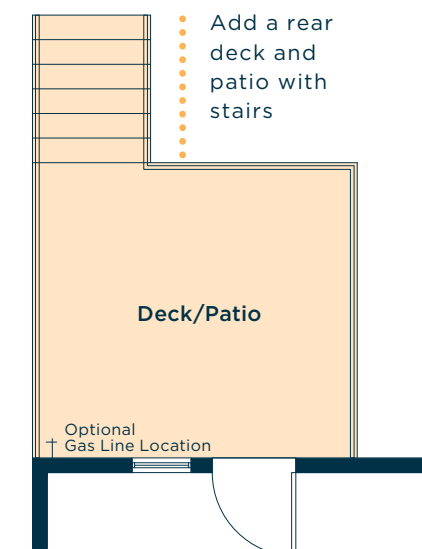 Add a rear
deck and
patio with
stairs
Deck/Patio
Optional
Gas Line Location